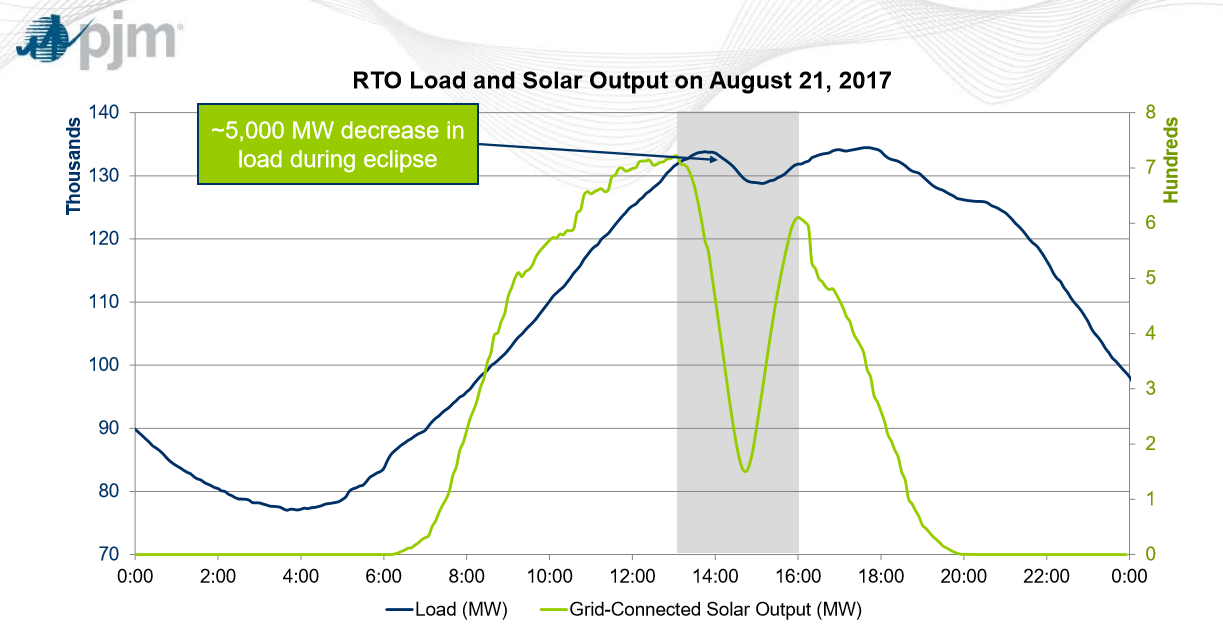 pjm®
RTO Load and Solar Output on August 21, 2017
~5,000 MW decrease in
load during eclipse
Thousands
140
130
120
110
100
90
80
70
Hundreds
8
7
6
5
4
3
2
1
0
0:00 2:00 4:00 6:00 8:00 10:00 12:00 14:00 16:00 18:00 20:00 22:00 0:00
Load (MW) Grid-Connected Solar Output (MW)